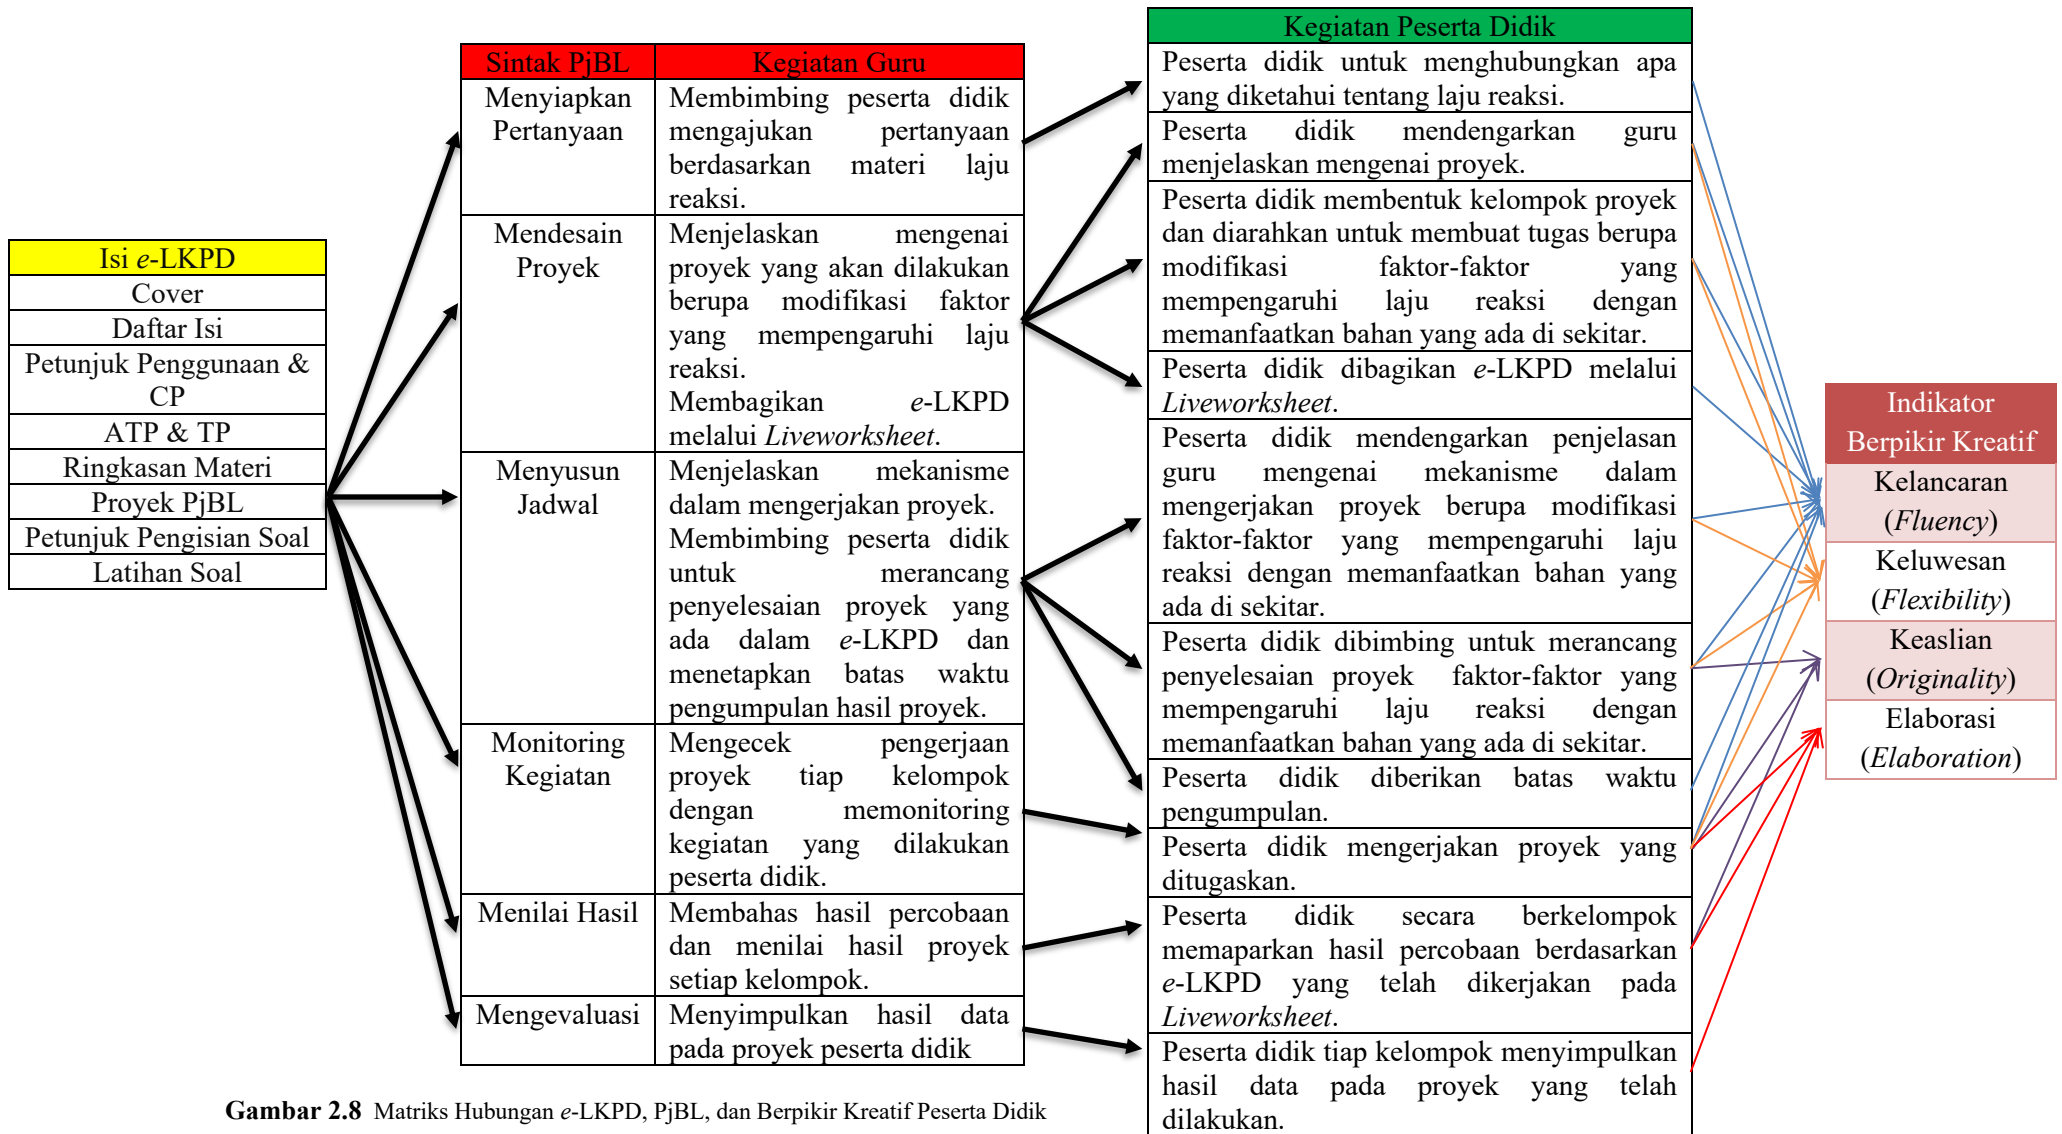 Isi e-LKPD
Cover
Daftar Isi
Petunjuk Penggunaan &
CP
ATP & TP
Ringkasan Materi
Proyek PjBL
Petunjuk Pengisian Soal
Latihan Soal
Sintak PjBL
Kegiatan Guru
Menyiapkan
Pertanyaan
Membimbing peserta didik
mengajukan pertanyaan
berdasarkan materi laju
reaksi.
Mendesain
Proyek
Menjelaskan mengenai
proyek yang akan dilakukan
berupa modifikasi faktor
yang mempengaruhi laju
reaksi.
Membagikan e-LKPD
melalui Liveworksheet.
Menyusun
Jadwal
Menjelaskan mekanisme
dalam mengerjakan proyek.
Membimbing peserta didik
untuk merancang
penyelesaian proyek yang
ada dalam e-LKPD dan
menetapkan batas waktu
pengumpulan hasil proyek.
Monitoring
Kegiatan
Mengecek pengerjaan
proyek tiap kelompok
dengan memonitoring
kegiatan yang dilakukan
peserta didik.
Menilai Hasil
Membahas hasil percobaan
dan menilai hasil proyek
setiap kelompok.
Mengevaluasi
Menyimpulkan hasil data
pada proyek peserta didik
Kegiatan Peserta Didik
Peserta didik untuk menghubungkan apa
yang diketahui tentang laju reaksi.
Peserta didik mendengarkan guru
menjelaskan mengenai proyek.
Peserta didik membentuk kelompok proyek
dan diarahkan untuk membuat tugas berupa
modifikasi faktor-faktor yang
mempengaruhi laju reaksi dengan
memanfaatkan bahan yang ada di sekitar.
Peserta didik dibagikan e-LKPD melalui
Liveworksheet.
Peserta didik mendengarkan penjelasan
guru mengenai mekanisme dalam
mengerjakan proyek berupa modifikasi
faktor-faktor yang mempengaruhi laju
reaksi dengan memanfaatkan bahan yang
ada di sekitar.
Peserta didik dibimbing untuk merancang
penyelesaian proyek faktor-faktor yang
mempengaruhi laju reaksi dengan
memanfaatkan bahan yang ada di sekitar.
Peserta didik diberikan batas waktu
pengumpulan.
Peserta didik mengerjakan proyek yang
ditugaskan.
Peserta didik secara berkelompok
memaparkan hasil percobaan berdasarkan
e-LKPD yang telah dikerjakan pada
Liveworksheet.
Peserta didik tiap kelompok menyimpulkan
hasil data pada proyek yang telah
dilakukan.
Indikator
Berpikir Kreatif
Kelancaran
(Fluency)
Keluwesan
(Flexibility)
Keaslian
(Originality)
Elaborasi
(Elaboration)
Gambar 2.8 Matriks Hubungan e-LKPD, PjBL, dan Berpikir Kreatif Peserta Didik